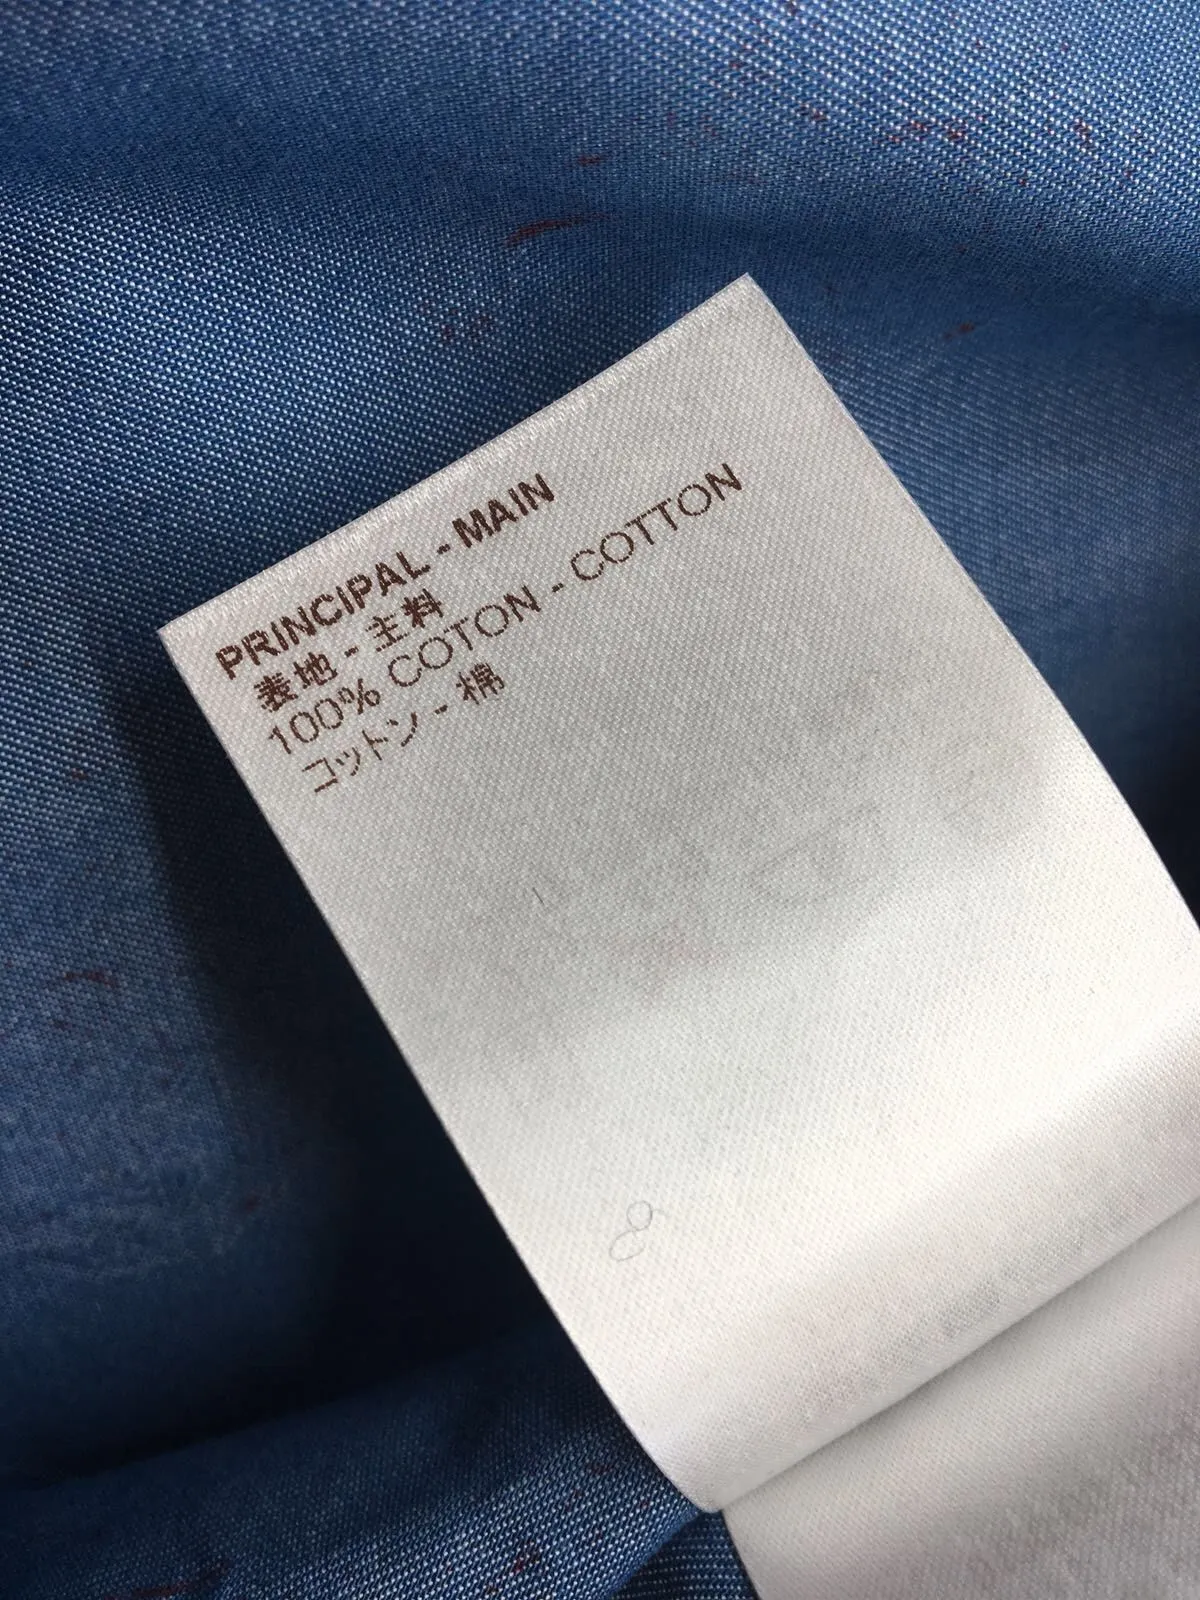 PRINCIPAL - MAIN
表地 - 主料
100% COTON - COTTON
コットン - 棉